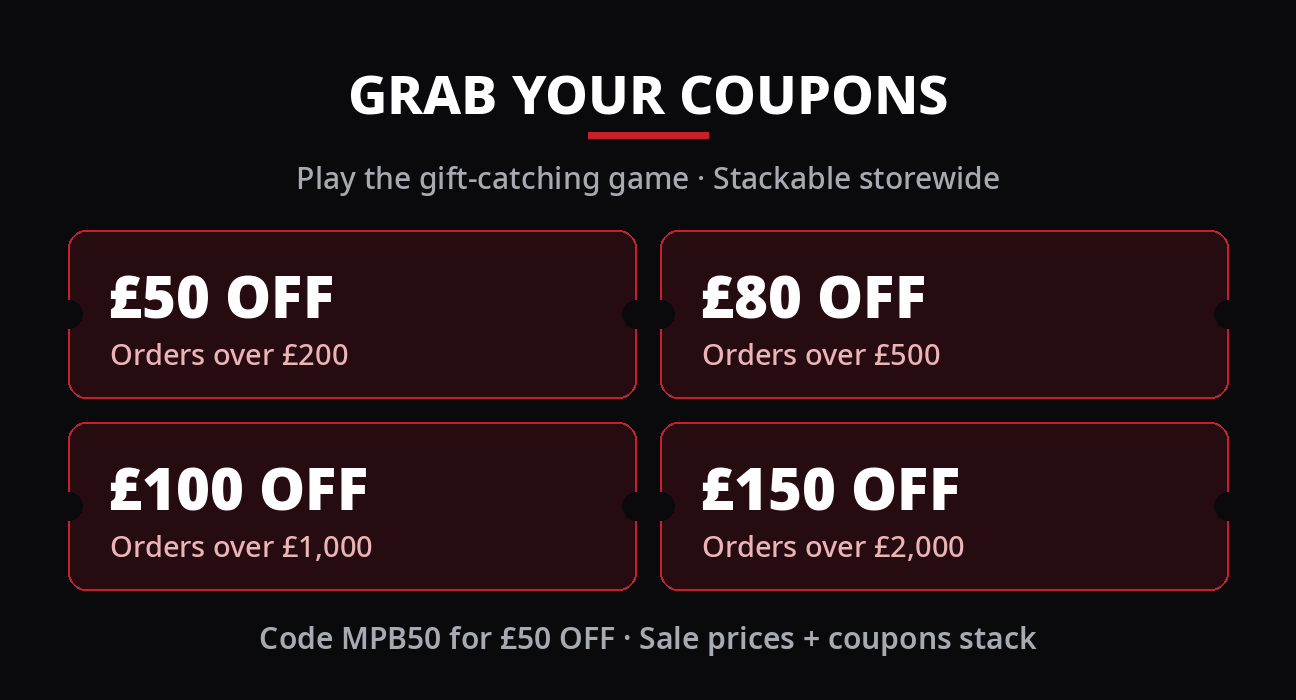 GRAB YOUR COUPONS
Play the gift-catching game · Stackable storewide
£50 OFF
Orders over £200
£80 OFF
Orders over £500
£100 OFF
Orders over £1,000
£150 OFF
Orders over £2,000
Code MPB50 for £50 OFF · Sale prices + coupons stack